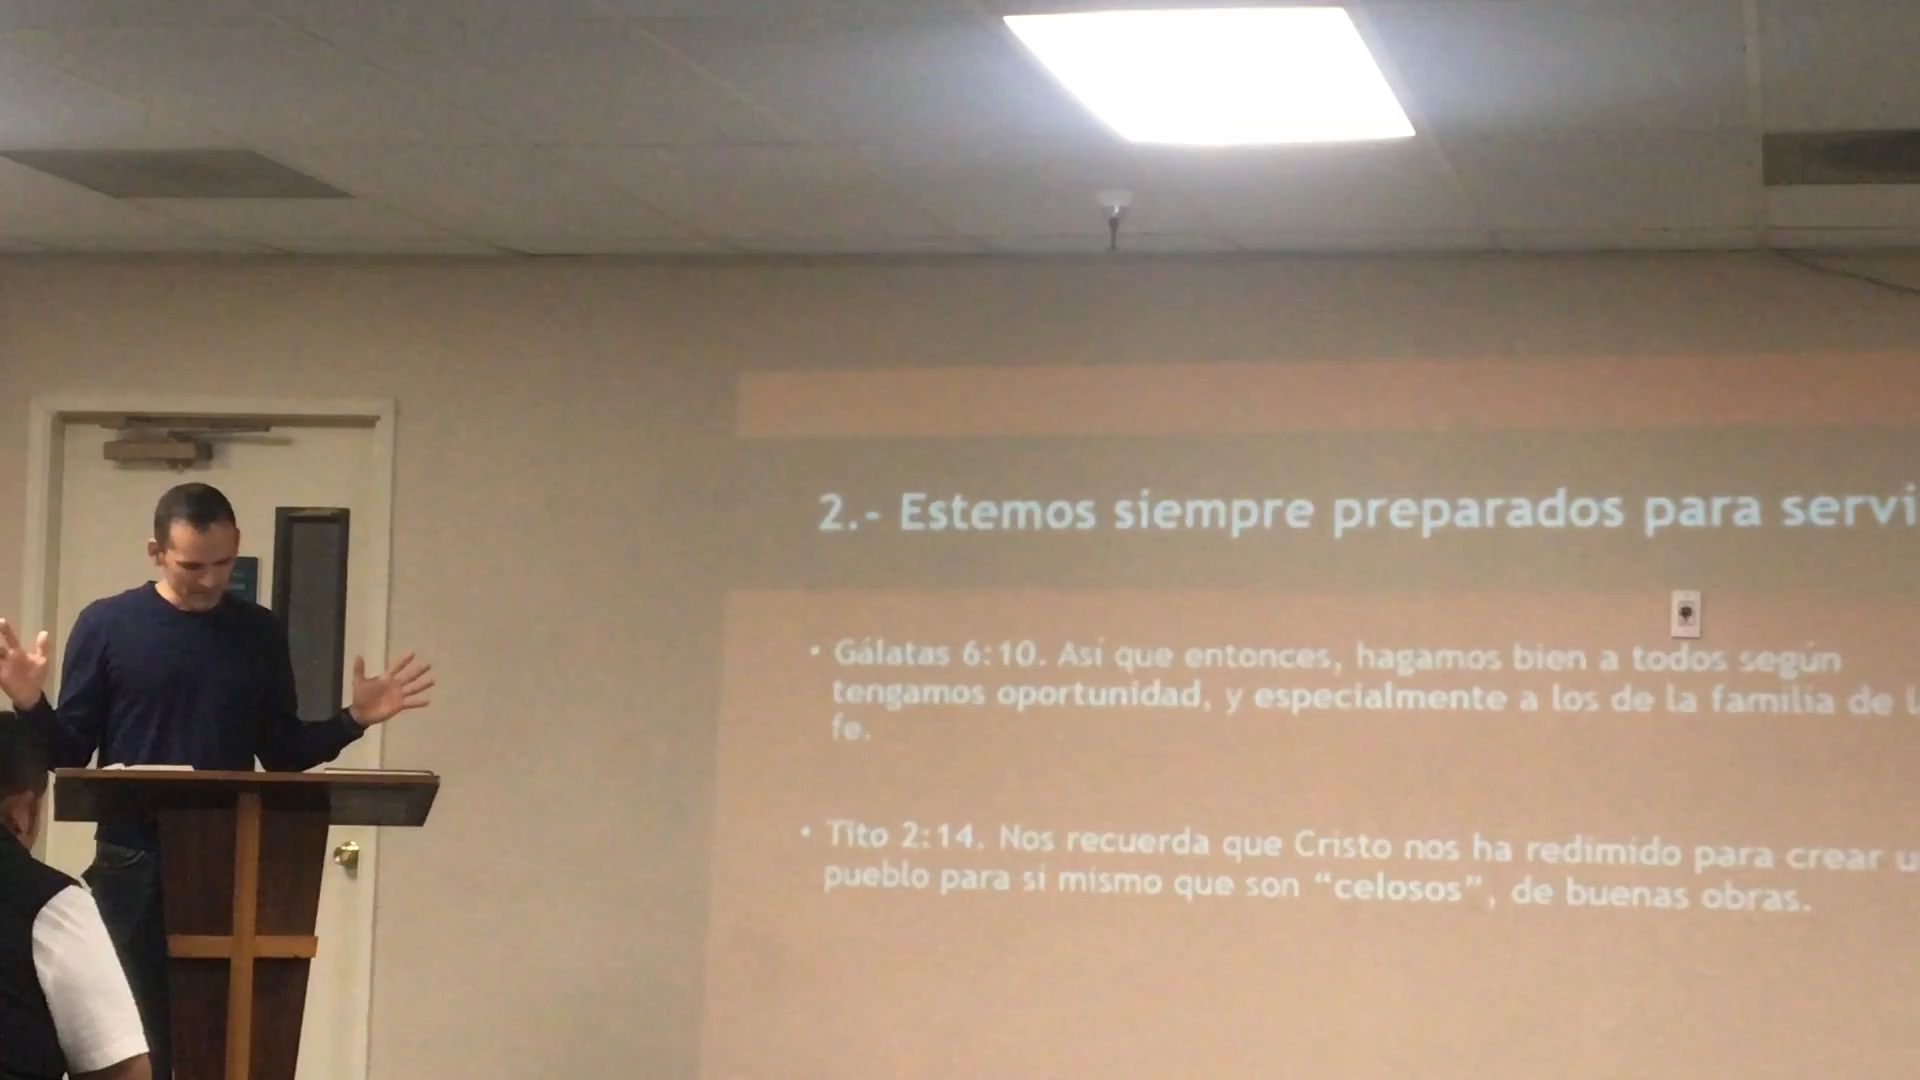 2.- Estemos siempre preparados para servi
• Gálatas 6:10. Así que entonces, hagamos bien a todos según
tengamos oportunidad, y especialmente a los de la familia de l
fe.
• Tito 2:14. Nos recuerda que Cristo nos ha redimido para crear u
pueblo para si mismo que son “celosos”, de buenas obras.